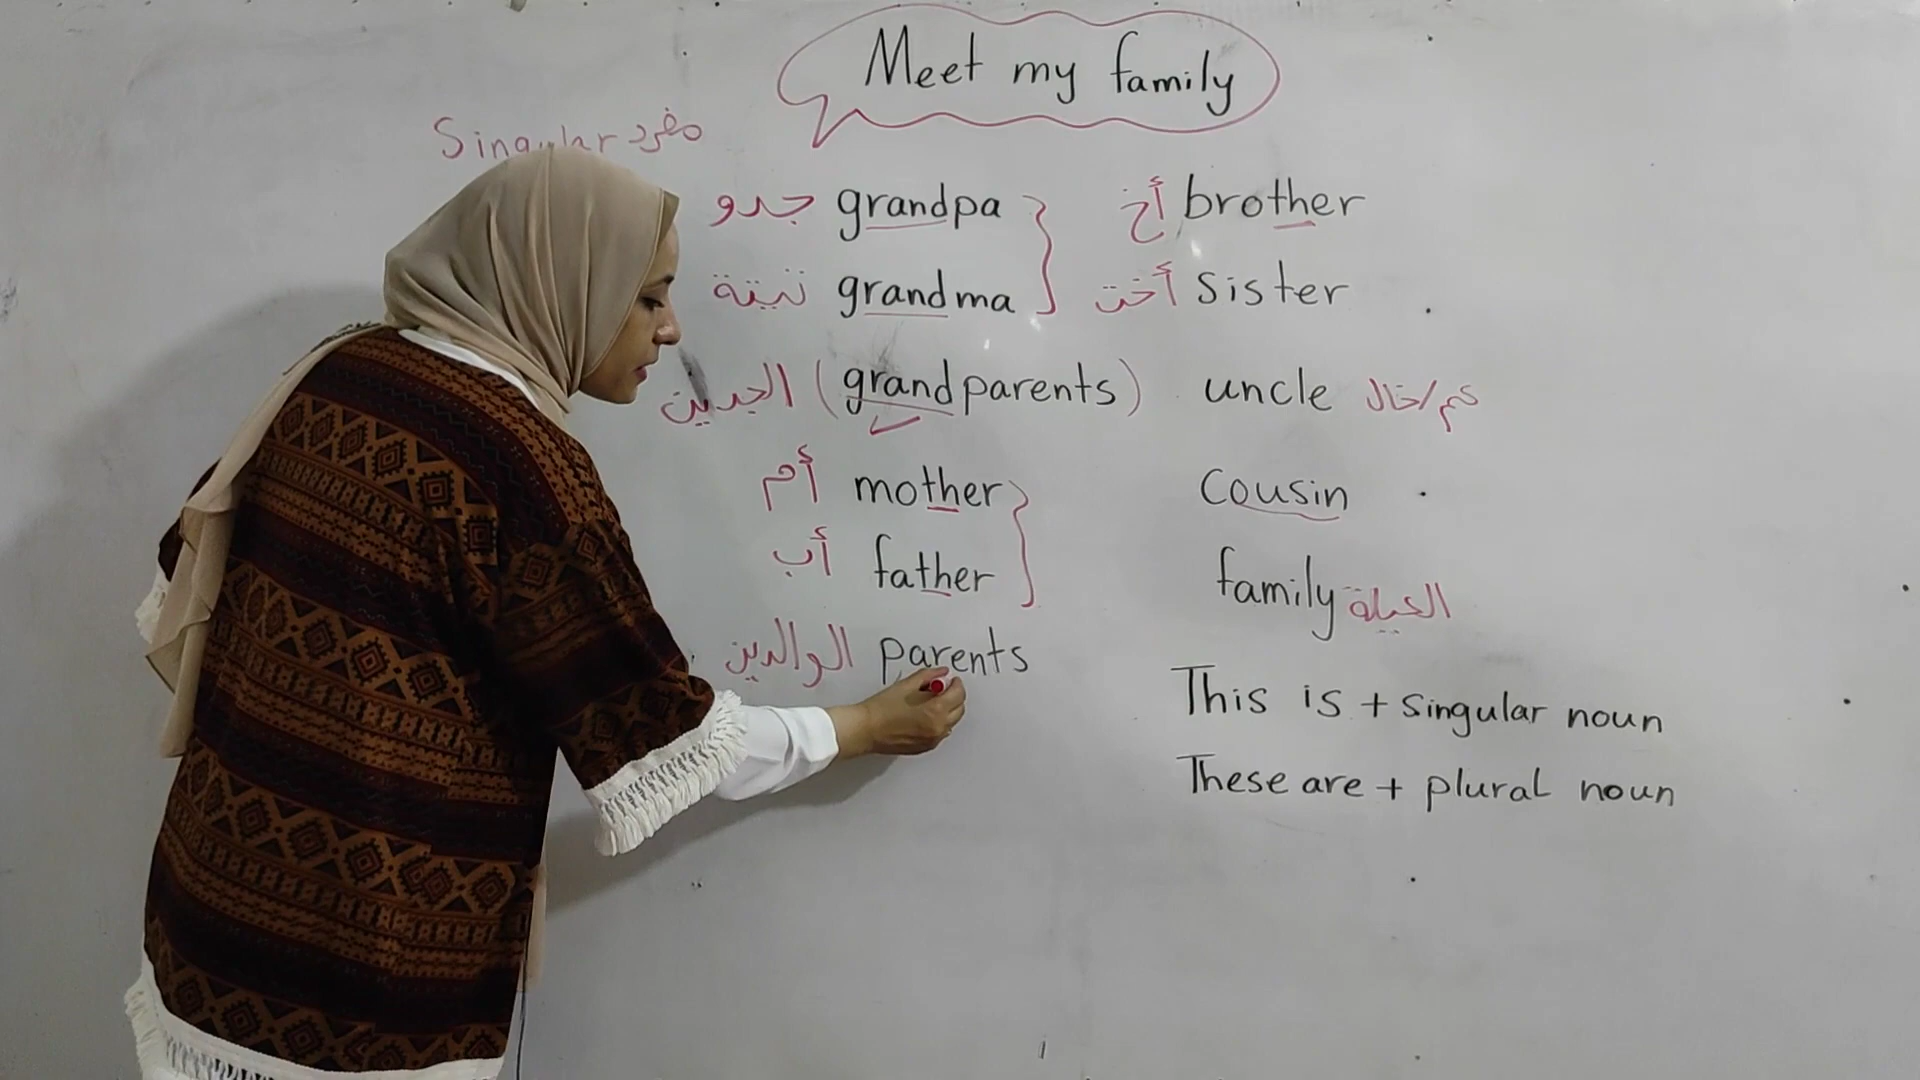 Meet my family
Singular مفرد
جدو grandpa
تيتة grandma
الجدين (grandparents)
أم mother
أب father
الوالدين parents
أخ brother
أخت sister
uncle عم/خال
Cousin
family العيلة
This is + singular noun
These are + plural noun